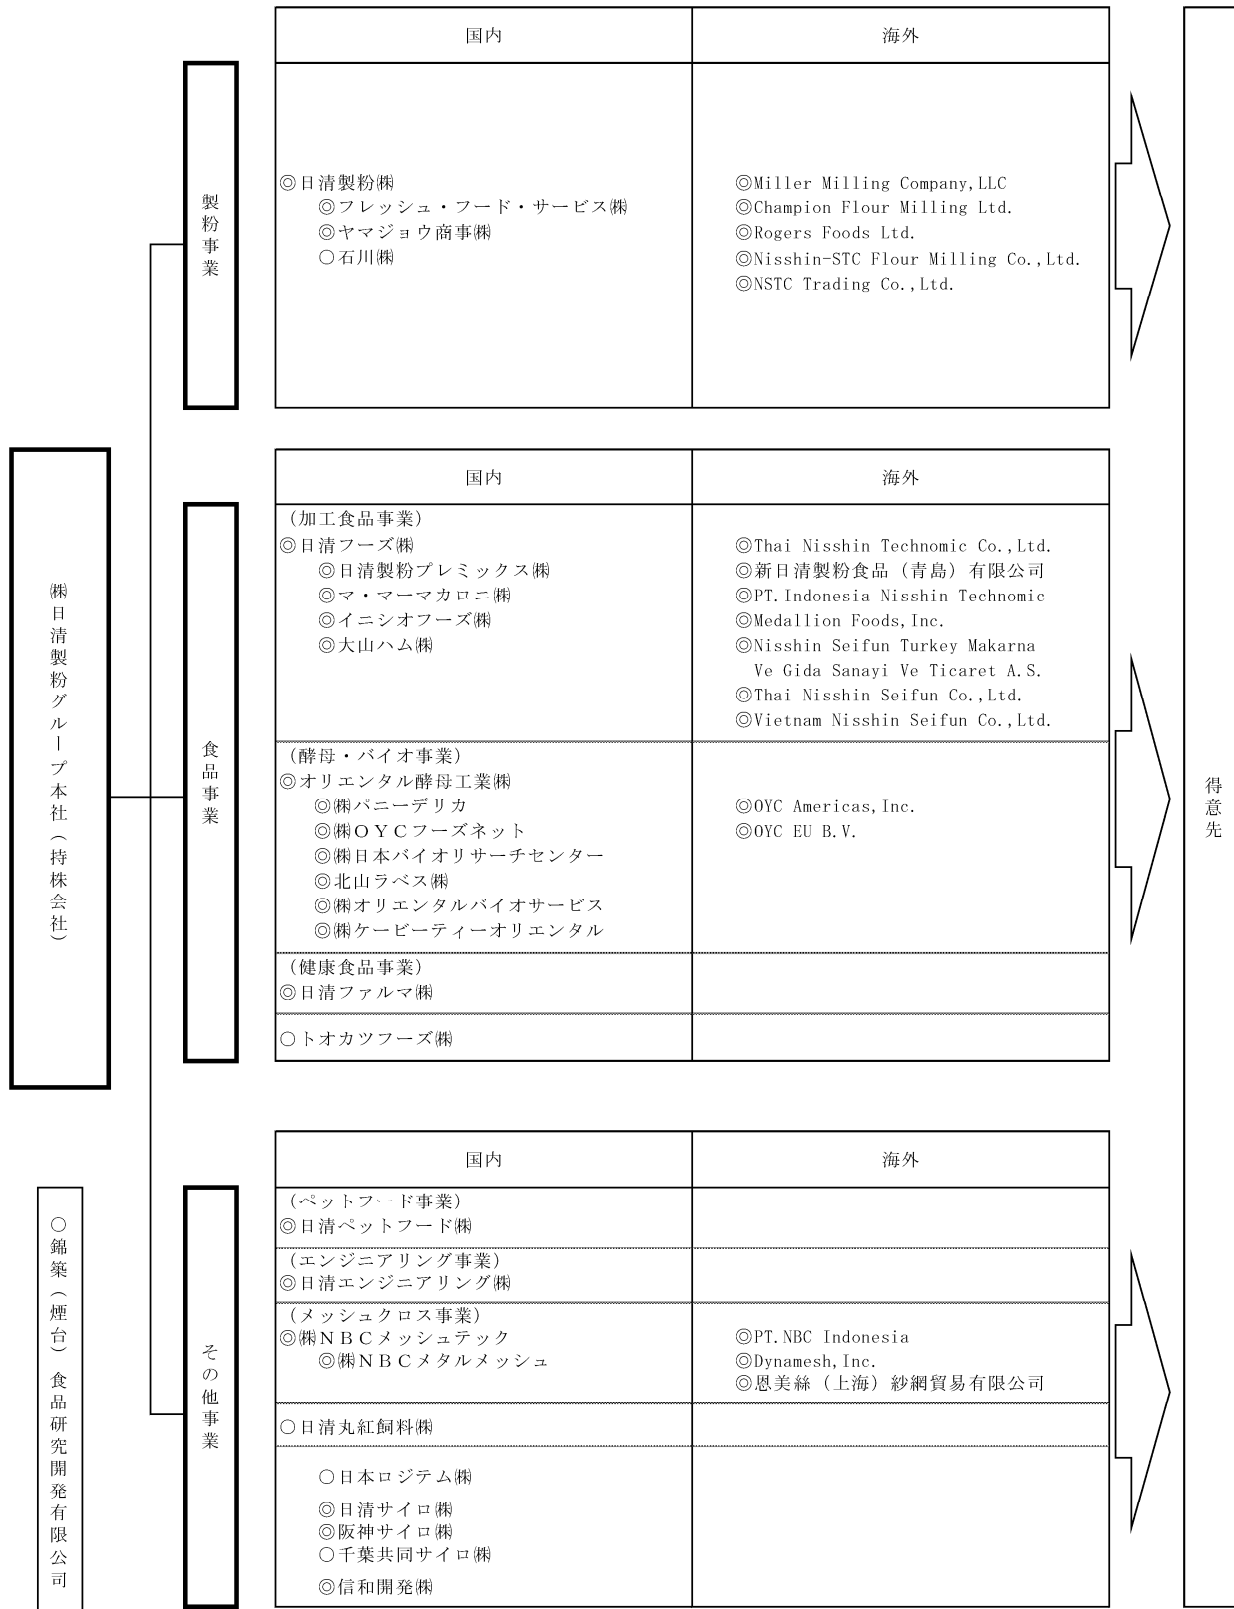 国内
海外
製粉事業
◎日清製粉㈱
◎フレッシュ・フード・サービス㈱
◎ヤマジョウ商事㈱
○石川㈱
◎Miller Milling Company,LLC
◎Champion Flour Milling Ltd.
◎Rogers Foods Ltd.
◎Nisshin-STC Flour Milling Co.,Ltd.
◎NSTC Trading Co.,Ltd.
㈱日清製粉グループ本社(持株会社)
国内
海外
食品事業
(加工食品事業)
◎日清フーズ㈱
◎日清製粉プレミックス㈱
◎マ・マーマカロニ㈱
◎イニシオフーズ㈱
◎大山ハム㈱
◎Thai Nisshin Technomic Co.,Ltd.
◎新日清製粉食品(青島)有限公司
◎PT.Indonesia Nisshin Technomic
◎Medallion Foods,Inc.
◎Nisshin Seifun Turkey Makarna
Ve Gida Sanayi Ve Ticaret A.S.
◎Thai Nisshin Seifun Co.,Ltd.
◎Vietnam Nisshin Seifun Co.,Ltd.
(酵母・バイオ事業)
◎オリエンタル酵母工業㈱
◎㈱パニーデリカ
◎㈱OYCフーズネット
◎㈱日本バイオリサーチセンター
◎北山ラベス㈱
◎㈱オリエンタルバイオサービス
◎㈱ケービーティーオリエンタル
◎OYC Americas,Inc.
◎OYC EU B.V.
(健康食品事業)
◎日清ファルマ㈱
○トオカツフーズ㈱
得意先
国内
海外
○錦築(煙台)食品研究開発有限公司
その他事業
(ペットフード事業)
◎日清ペットフード㈱
(エンジニアリング事業)
◎日清エンジニアリング㈱
(メッシュクロス事業)
◎㈱NBCメッシュテック
◎㈱NBCメタルメッシュ
◎PT.NBC Indonesia
◎Dynamesh,Inc.
◎恩美絲(上海)紗網貿易有限公司
○日清丸紅飼料㈱
○日本ロジテム㈱
◎日清サイロ㈱
◎阪神サイロ㈱
○千葉共同サイロ㈱
◎信和開発㈱